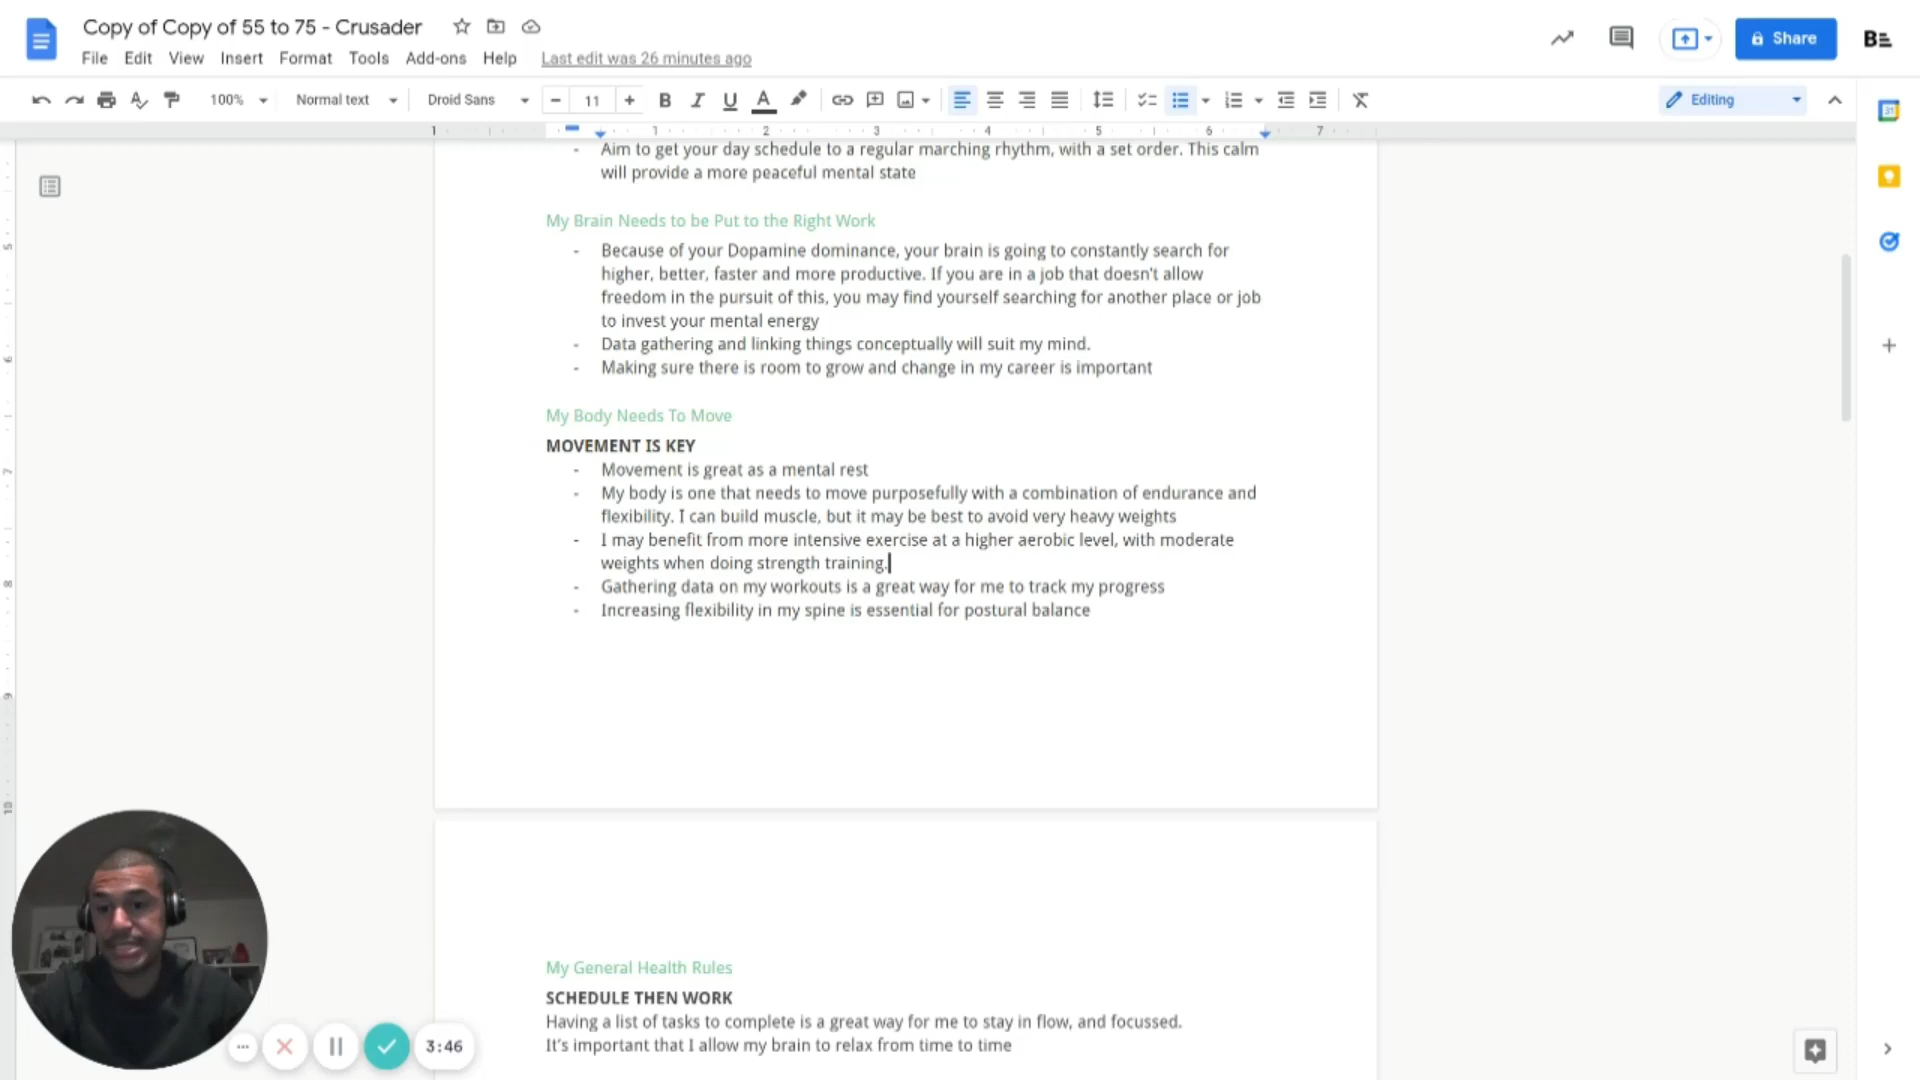 Copy of Copy of 55 to 75 - Crusader
File Edit View Insert Format Tools Add-ons Help Last edit was 26 minutes ago
Share
100% Normal text Droid Sans 11 Editing
1 1 2 3 4 5 6 7
Aim to get your day schedule to a regular marching rhythm, with a set order. This calm
will provide a more peaceful mental state
My Brain Needs to be Put to the Right Work
- Because of your Dopamine dominance, your brain is going to constantly search for
higher, better, faster and more productive. If you are in a job that doesn't allow
freedom in the pursuit of this, you may find yourself searching for another place or job
to invest your mental energy
- Data gathering and linking things conceptually will suit my mind.
- Making sure there is room to grow and change in my career is important
My Body Needs To Move
MOVEMENT IS KEY
- Movement is great as a mental rest
- My body is one that needs to move purposefully with a combination of endurance and
flexibility. I can build muscle, but it may be best to avoid very heavy weights
- I may benefit from more intensive exercise at a higher aerobic level, with moderate
weights when doing strength training.
- Gathering data on my workouts is a great way for me to track my progress
- Increasing flexibility in my spine is essential for postural balance
My General Health Rules
SCHEDULE THEN WORK
Having a list of tasks to complete is a great way for me to stay in flow, and focussed.
It's important that I allow my brain to relax from time to time
3:46